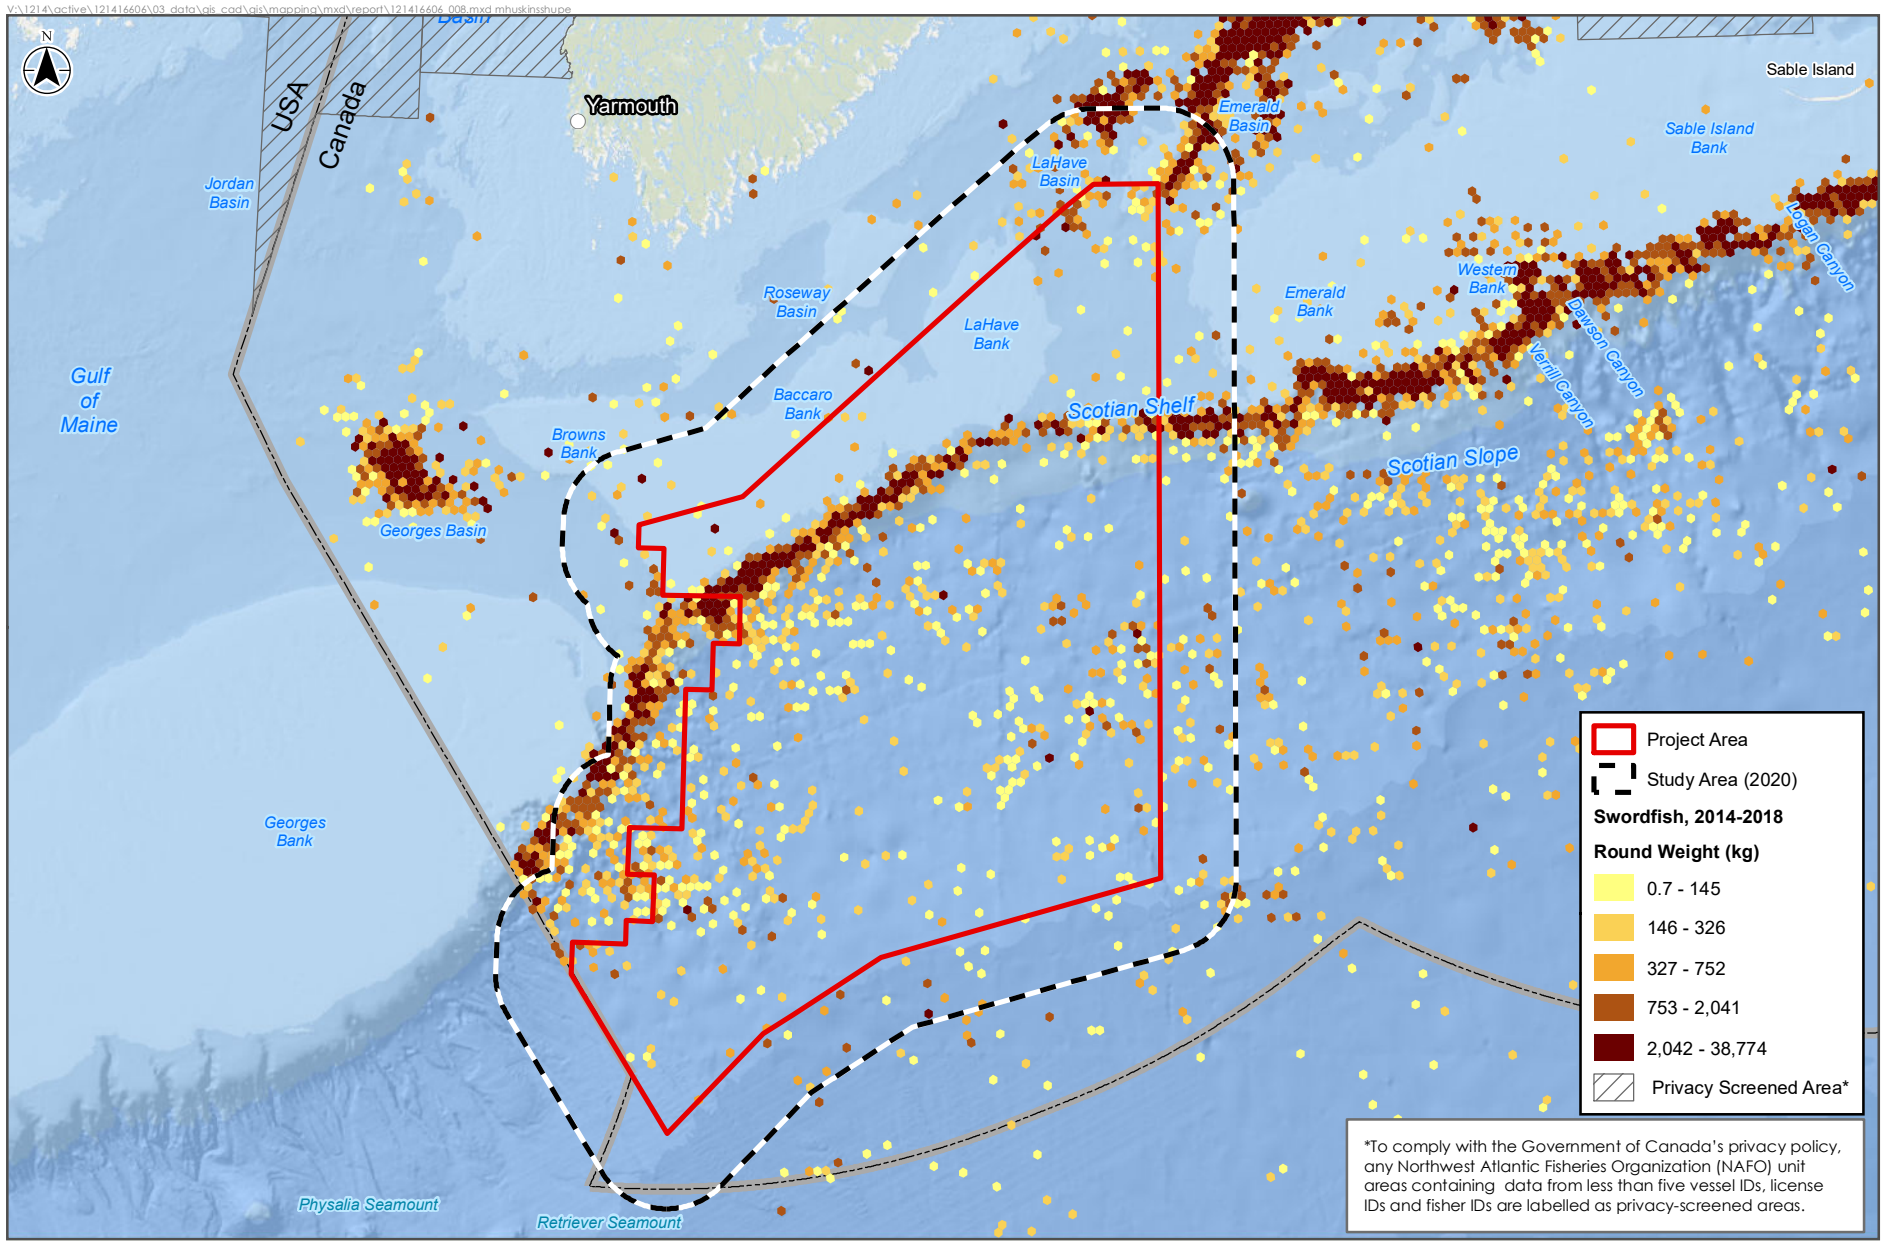 V:\1214\active\121416606\03_data\gis_cad\gis\mapping\mxd\report\121416606_008.mxd mhuskinsshupe
Basin
N
USA
Canada
Yarmouth
Sable Island
Emerald
Basin
Sable Island
Bank
LaHave
Basin
Jordan
Basin
Logan Canyon
Roseway
Basin
LaHave
Bank
Emerald
Bank
Western
Bank
Dawson Canyon
Verrill Canyon
Gulf
of
Maine
Baccaro
Bank
Scotian Shelf
Browns
Bank
Scotian Slope
Georges Basin
Georges
Bank
Physalia Seamount
Retriever Seamount
Project Area
Study Area (2020)
Swordfish, 2014-2018
Round Weight (kg)
0.7 - 145
146 - 326
327 - 752
753 - 2,041
2,042 - 38,774
Privacy Screened Area*
*To comply with the Government of Canada's privacy policy,
any Northwest Atlantic Fisheries Organization (NAFO) unit
areas containing data from less than five vessel IDs, license
IDs and fisher IDs are labelled as privacy-screened areas.